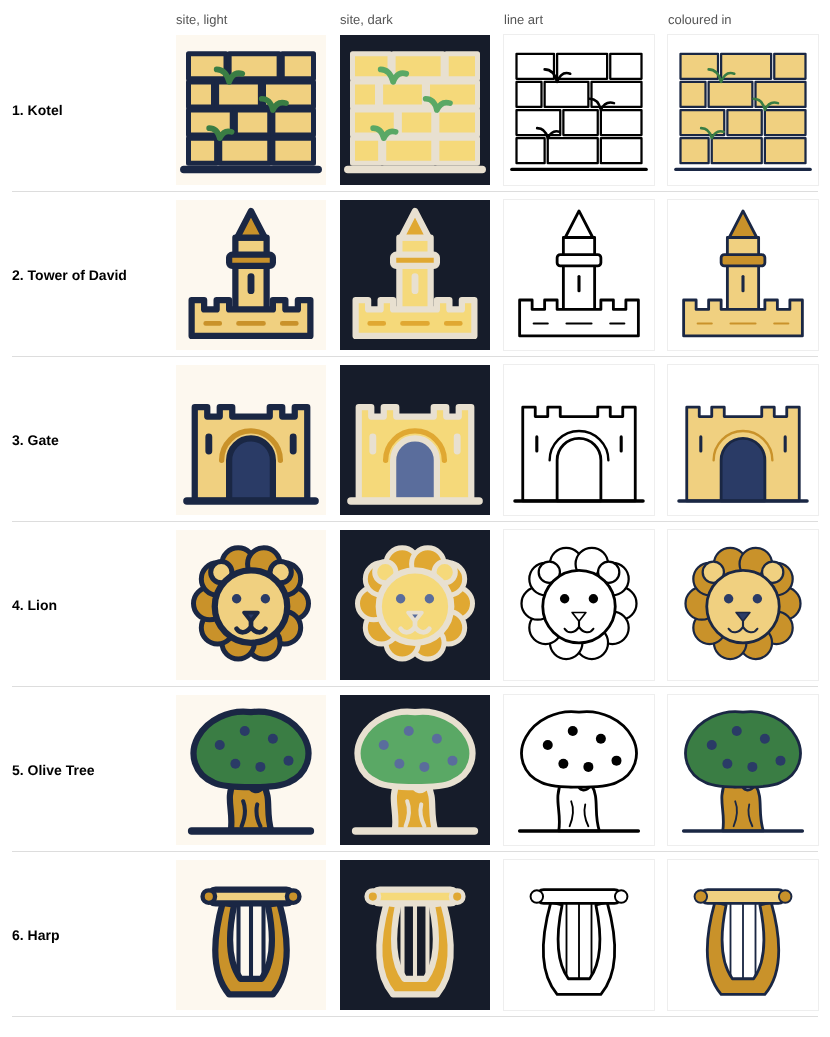 site, light
site, dark
line art
coloured in
1. Kotel
2. Tower of David
3. Gate
4. Lion
5. Olive Tree
6. Harp